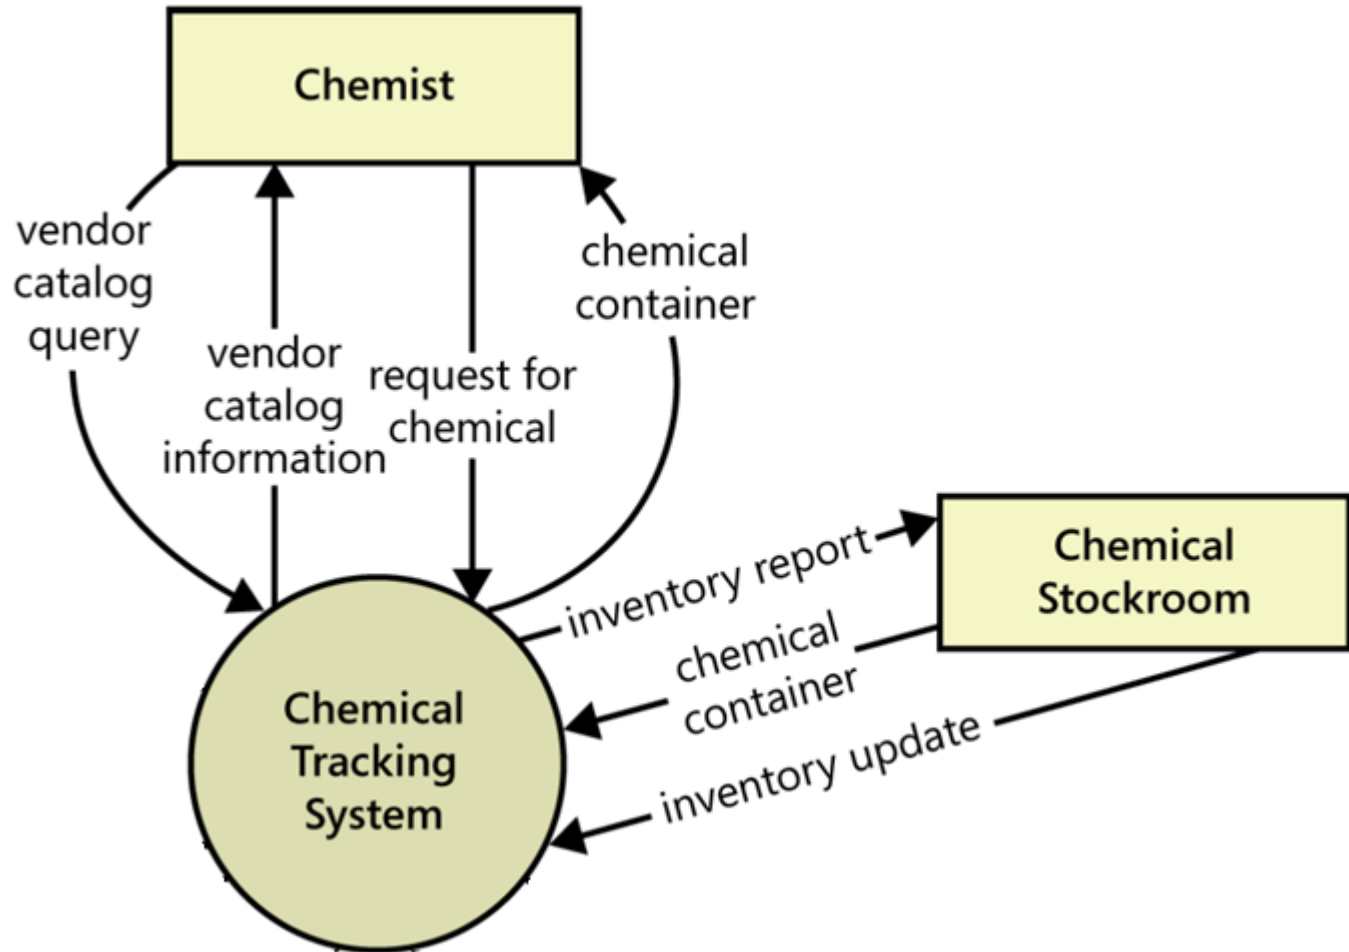 Chemist
vendor
catalog
query
vendor
catalog
information
request for
chemical
chemical
container
inventory report
chemical
container
inventory update
Chemical
Stockroom
Chemical
Tracking
System